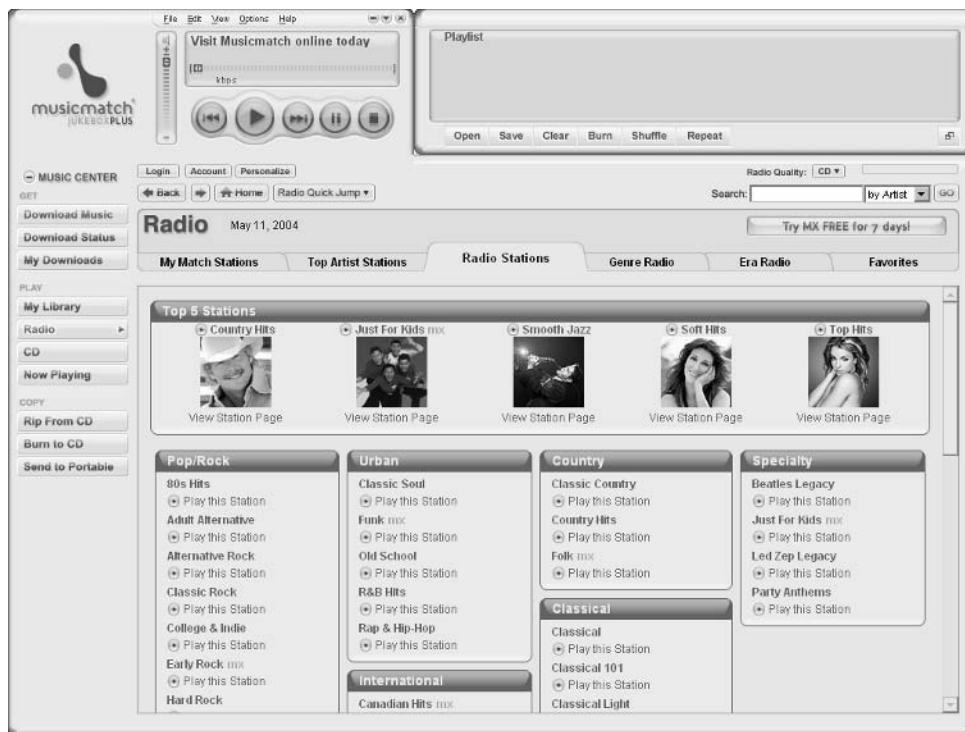 File Edit View Options Help
Visit Musicmatch online today
kbps
musicmatch
JUKEBOX PLUS
Playlist
Open Save Clear Burn Shuffle Repeat
MUSIC CENTER
GET
Download Music
Download Status
My Downloads
PLAY
My Library
Radio
CD
Now Playing
COPY
Rip From CD
Burn to CD
Send to Portable
Login Account Personalize
Radio Quality: CD
Back Home Radio Quick Jump
Search: by Artist GO
Radio May 11, 2004
Try MX FREE for 7 days!
My Match Stations Top Artist Stations Radio Stations Genre Radio Era Radio Favorites
Top 5 Stations
Country Hits Just For Kids mx Smooth Jazz Soft Hits Top Hits
View Station Page View Station Page View Station Page View Station Page View Station Page
Pop/Rock
80s Hits
Play this Station
Adult Alternative
Play this Station
Alternative Rock
Play this Station
Classic Rock
Play this Station
College & Indie
Play this Station
Early Rock mx
Play this Station
Hard Rock
Urban
Classic Soul
Play this Station
Funk mx
Play this Station
Old School
Play this Station
R&B Hits
Play this Station
Rap & Hip-Hop
Play this Station
International
Canadian Hits mx
Country
Classic Country
Play this Station
Country Hits
Play this Station
Folk mx
Play this Station
Classical
Classical
Play this Station
Classical 101
Play this Station
Classical Light
Specialty
Beatles Legacy
Play this Station
Just For Kids mx
Play this Station
Led Zep Legacy
Play this Station
Party Anthems
Play this Station